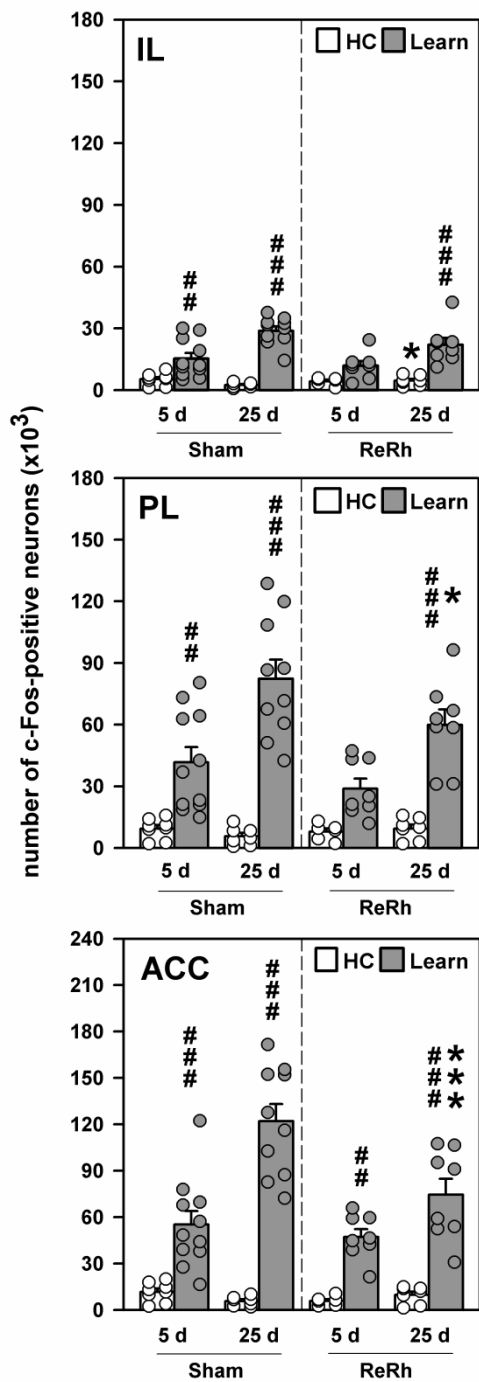 number of c-Fos-positive neurons (x10³)
IL
HC Learn
180
150
120
90
60
30
0
##
###
*
###
5 d 25 d 5 d 25 d
Sham ReRh
PL
HC Learn
180
150
120
90
60
30
0
##
###
###
*
5 d 25 d 5 d 25 d
Sham ReRh
ACC
HC Learn
240
210
180
150
120
90
60
30
0
###
###
##
###
***
5 d 25 d 5 d 25 d
Sham ReRh